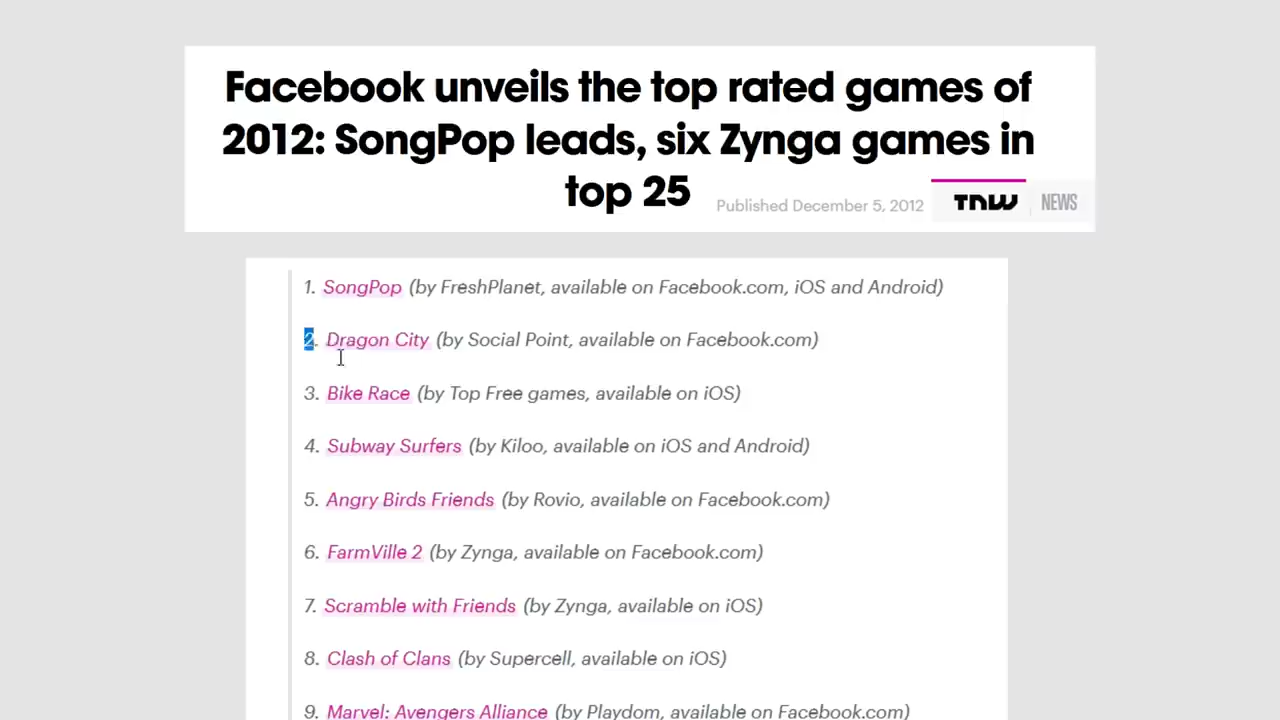 Facebook unveils the top rated games of
2012: SongPop leads, six Zynga games in
top 25
Published December 5, 2012
TNW
NEWS
1. SongPop (by FreshPlanet, available on Facebook.com, iOS and Android)
2. Dragon City (by Social Point, available on Facebook.com)
3. Bike Race (by Top Free games, available on iOS)
4. Subway Surfers (by Kiloo, available on iOS and Android)
5. Angry Birds Friends (by Rovio, available on Facebook.com)
6. FarmVille 2 (by Zynga, available on Facebook.com)
7. Scramble with Friends (by Zynga, available on iOS)
8. Clash of Clans (by Supercell, available on iOS)
9. Marvel: Avengers Alliance (by Playdom, available on Facebook.com)